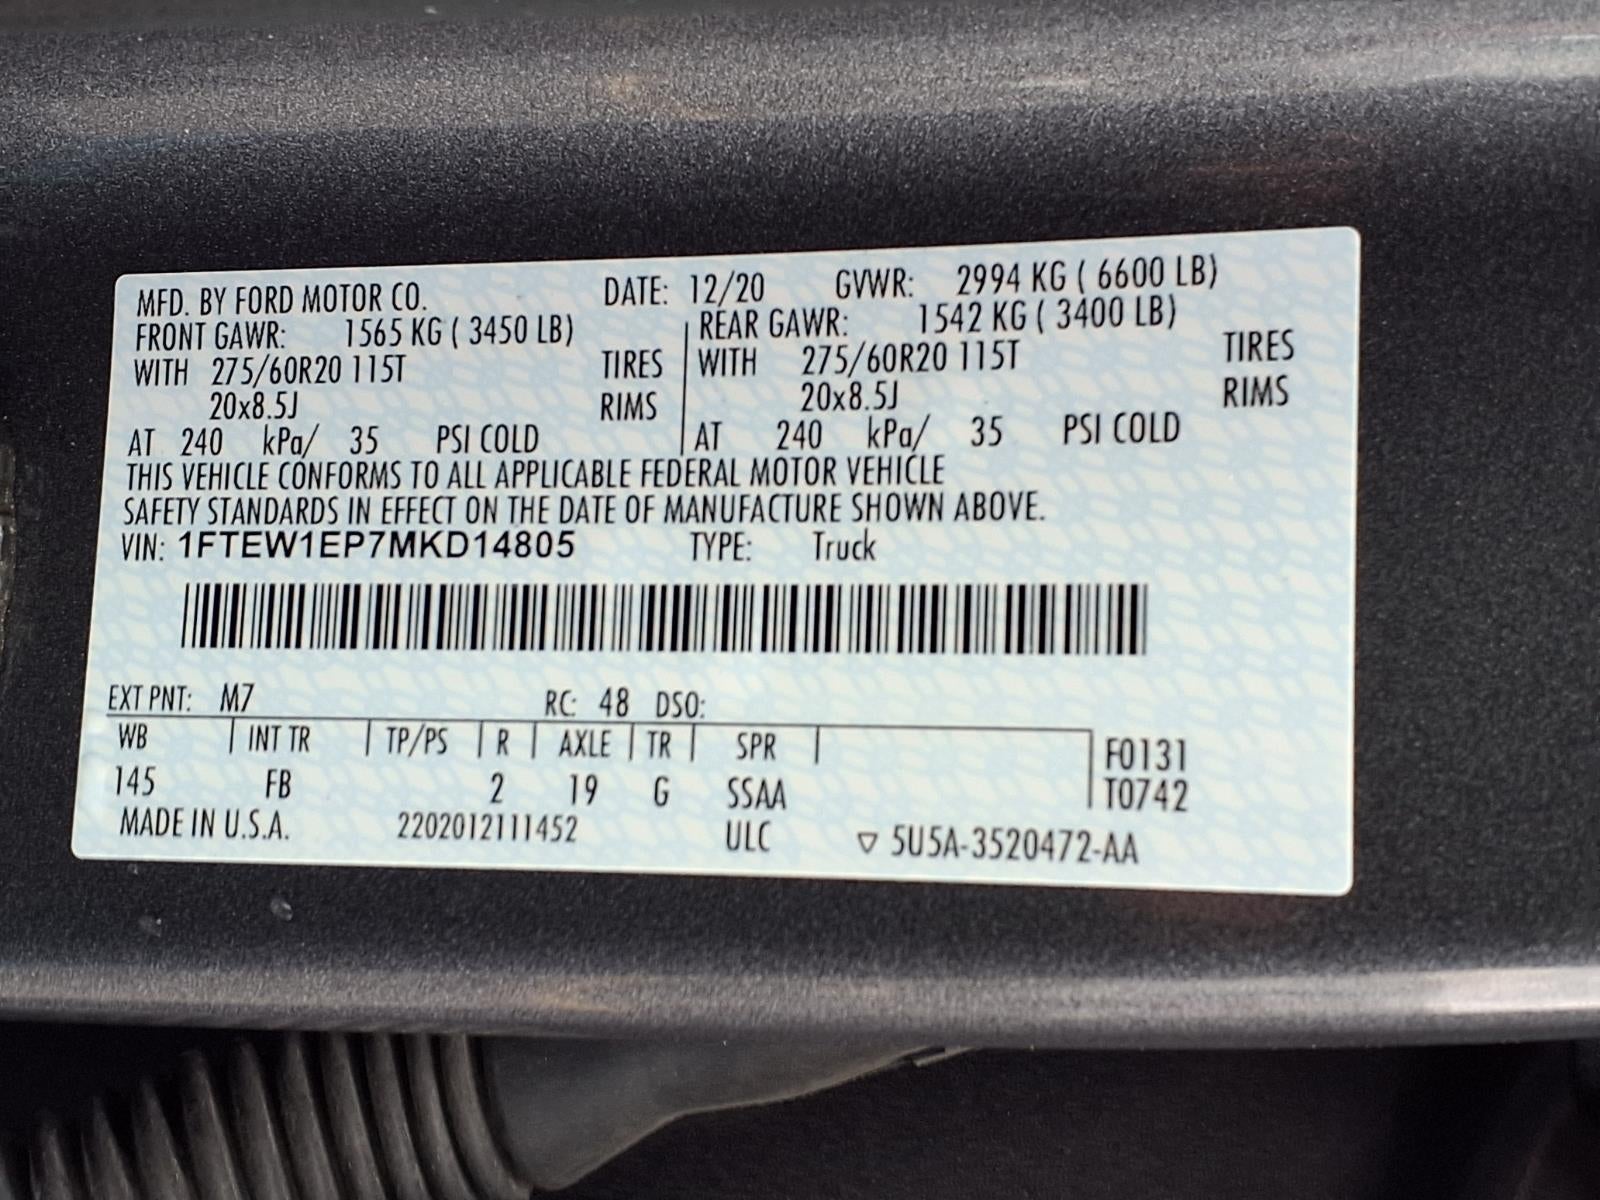 MFD. BY FORD MOTOR CO. DATE: 12/20 GVWR: 2994 KG ( 6600 LB)
FRONT GAWR: 1565 KG ( 3450 LB) REAR GAWR: 1542 KG ( 3400 LB)
WITH 275/60R20 115T TIRES WITH 275/60R20 115T TIRES
20x8.5J RIMS 20x8.5J RIMS
AT 240 kPa/ 35 PSI COLD AT 240 kPa/ 35 PSI COLD
THIS VEHICLE CONFORMS TO ALL APPLICABLE FEDERAL MOTOR VEHICLE
SAFETY STANDARDS IN EFFECT ON THE DATE OF MANUFACTURE SHOWN ABOVE.
VIN: 1FTEW1EP7MKD14805 TYPE: Truck
EXT PNT: M7 RC: 48 DSO:
WB INT TR TP/PS R AXLE TR SPR F0131
145 FB 2 19 G SSAA T0742
MADE IN U.S.A. 2202012111452 ULC ▽ 5U5A-3520472-AA